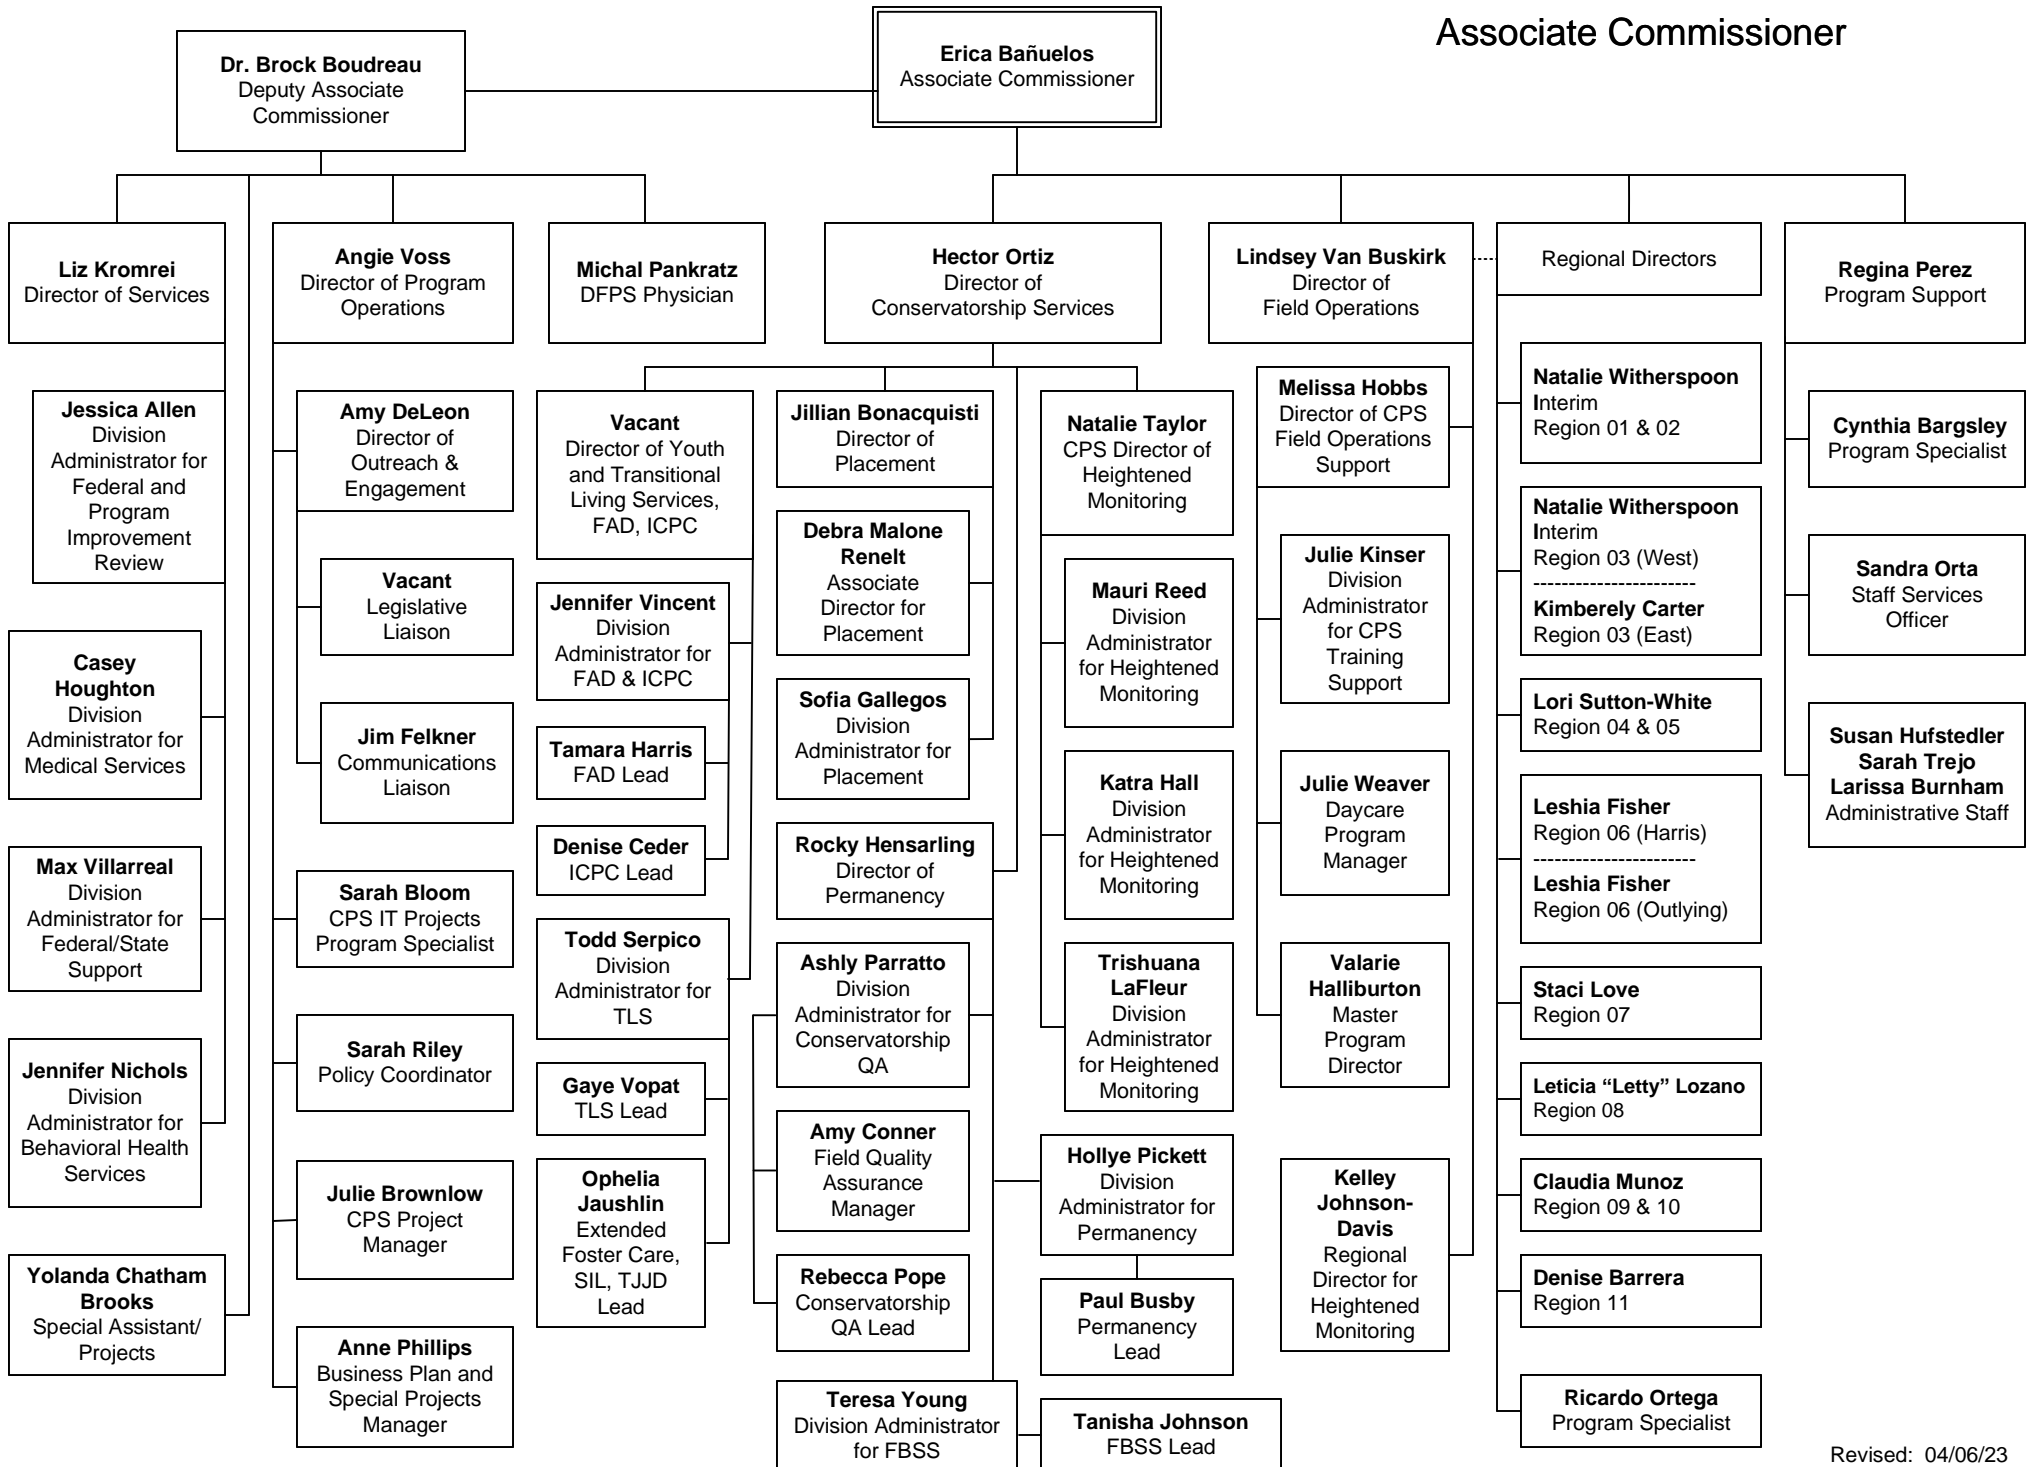 Associate Commissioner
Dr. Brock Boudreau
Deputy Associate
Commissioner
Erica Bañuelos
Associate Commissioner
Liz Kromrei
Director of Services
Angie Voss
Director of Program
Operations
Michal Pankratz
DFPS Physician
Hector Ortiz
Director of
Conservatorship Services
Lindsey Van Buskirk
Director of
Field Operations
Regional Directors
Regina Perez
Program Support
Jessica Allen
Division
Administrator for
Federal and
Program
Improvement
Review
Casey
Houghton
Division
Administrator for
Medical Services
Max Villarreal
Division
Administrator for
Federal/State
Support
Jennifer Nichols
Division
Administrator for
Behavioral Health
Services
Yolanda Chatham
Brooks
Special Assistant/
Projects
Amy DeLeon
Director of
Outreach &
Engagement
Vacant
Legislative
Liaison
Jim Felkner
Communications
Liaison
Sarah Bloom
CPS IT Projects
Program Specialist
Sarah Riley
Policy Coordinator
Julie Brownlow
CPS Project
Manager
Anne Phillips
Business Plan and
Special Projects
Manager
Vacant
Director of Youth
and Transitional
Living Services,
FAD, ICPC
Jennifer Vincent
Division
Administrator for
FAD & ICPC
Tamara Harris
FAD Lead
Denise Ceder
ICPC Lead
Todd Serpico
Division
Administrator for
TLS
Gaye Vopat
TLS Lead
Ophelia
Jaushlin
Extended
Foster Care,
SIL, TJJD
Lead
Jillian Bonacquisti
Director of
Placement
Debra Malone
Renelt
Associate
Director for
Placement
Sofia Gallegos
Division
Administrator for
Placement
Rocky Hensarling
Director of
Permanency
Ashly Parratto
Division
Administrator for
Conservatorship
QA
Amy Conner
Field Quality
Assurance
Manager
Rebecca Pope
Conservatorship
QA Lead
Teresa Young
Division Administrator
for FBSS
Natalie Taylor
CPS Director of
Heightened
Monitoring
Mauri Reed
Division
Administrator
for Heightened
Monitoring
Katra Hall
Division
Administrator
for Heightened
Monitoring
Trishuana
LaFleur
Division
Administrator
for Heightened
Monitoring
Hollye Pickett
Division
Administrator for
Permanency
Paul Busby
Permanency
Lead
Tanisha Johnson
FBSS Lead
Melissa Hobbs
Director of CPS
Field Operations
Support
Julie Kinser
Division
Administrator
for CPS
Training
Support
Julie Weaver
Daycare
Program
Manager
Valarie
Halliburton
Master
Program
Director
Kelley
Johnson-
Davis
Regional
Director for
Heightened
Monitoring
Natalie Witherspoon
Interim
Region 01 & 02
Natalie Witherspoon
Interim
Region 03 (West)
-----------------------
Kimberely Carter
Region 03 (East)
Lori Sutton-White
Region 04 & 05
Leshia Fisher
Region 06 (Harris)
-----------------------
Leshia Fisher
Region 06 (Outlying)
Staci Love
Region 07
Leticia “Letty” Lozano
Region 08
Claudia Munoz
Region 09 & 10
Denise Barrera
Region 11
Ricardo Ortega
Program Specialist
Cynthia Bargsley
Program Specialist
Sandra Orta
Staff Services
Officer
Susan Hufstedler
Sarah Trejo
Larissa Burnham
Administrative Staff
Revised: 04/06/23